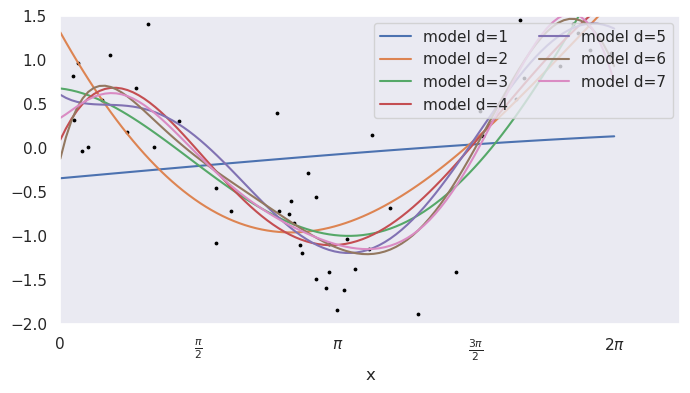 1.5
1.0
0.5
0.0
−0.5
−1.0
−1.5
−2.0
model d=1
model d=2
model d=3
model d=4
model d=5
model d=6
model d=7
0 π/2 π 3π/2 2π
x